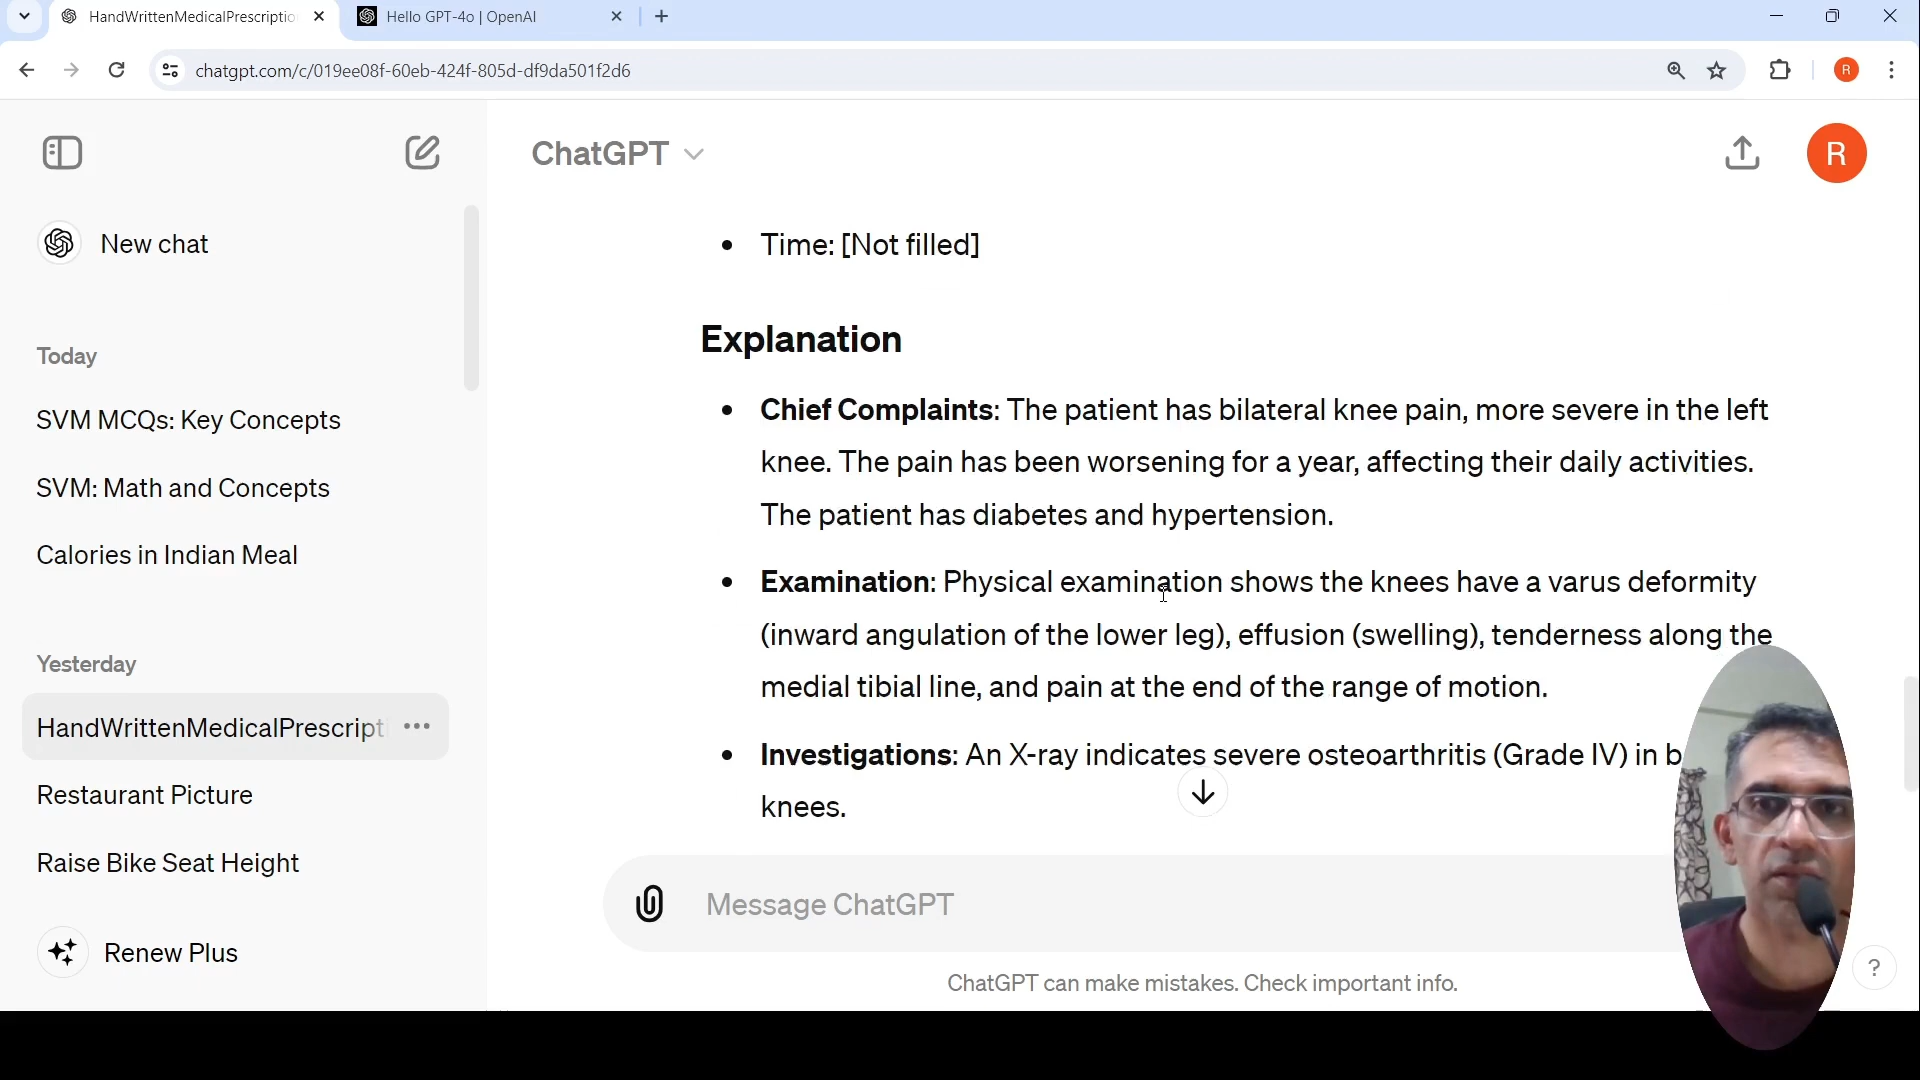 HandWrittenMedicalPrescriptio
Hello GPT-4o | OpenAI
chatgpt.com/c/019ee08f-60eb-424f-805d-df9da501f2d6
R
ChatGPT
R
New chat
Today
SVM MCQs: Key Concepts
SVM: Math and Concepts
Calories in Indian Meal
Yesterday
HandWrittenMedicalPrescript
Restaurant Picture
Raise Bike Seat Height
Renew Plus
• Time: [Not filled]
Explanation
• Chief Complaints: The patient has bilateral knee pain, more severe in the left
knee. The pain has been worsening for a year, affecting their daily activities.
The patient has diabetes and hypertension.
• Examination: Physical examination shows the knees have a varus deformity
(inward angulation of the lower leg), effusion (swelling), tenderness along the
medial tibial line, and pain at the end of the range of motion.
• Investigations: An X-ray indicates severe osteoarthritis (Grade IV) in b
knees.
Message ChatGPT
ChatGPT can make mistakes. Check important info.
?